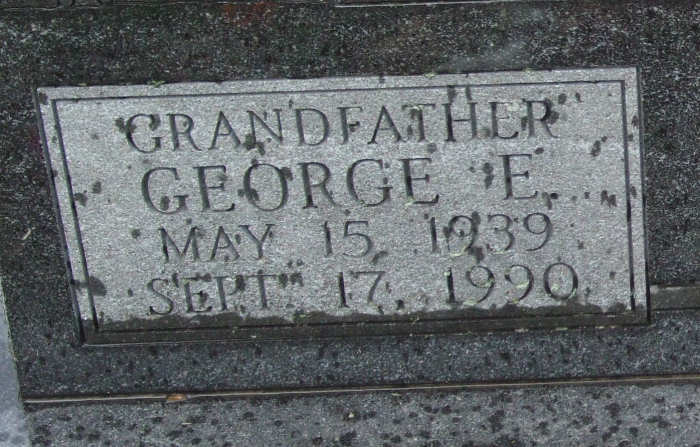 GRANDFATHER
GEORGE E.
MAY 15, 1939
SEPT. 17, 1990